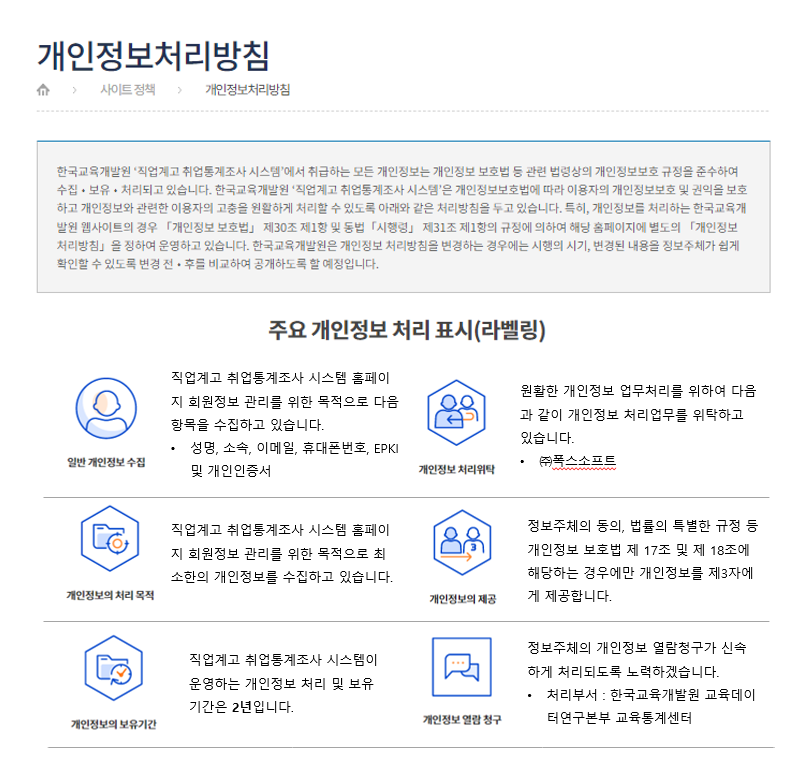 개인정보처리방침
사이트 정책 개인정보처리방침
한국교육개발원 ‘직업계고 취업통계조사 시스템’에서 취급하는 모든 개인정보는 개인정보 보호법 등 관련 법령상의 개인정보보호 규정을 준수하여
수집・보유・처리되고 있습니다. 한국교육개발원 ‘직업계고 취업통계조사 시스템’은 개인정보보호법에 따라 이용자의 개인정보보호 및 권익을 보호
하고 개인정보와 관련한 이용자의 고충을 원활하게 처리할 수 있도록 아래와 같은 처리방침을 두고 있습니다. 특히, 개인정보를 처리하는 한국교육개
발원 웹사이트의 경우 「개인정보 보호법」 제30조 제1항 및 동법「시행령」 제31조 제1항의 규정에 의하여 해당 홈페이지에 별도의 「개인정보
처리방침」을 정하여 운영하고 있습니다. 한국교육개발원은 개인정보 처리방침을 변경하는 경우에는 시행의 시기, 변경된 내용을 정보주체가 쉽게
확인할 수 있도록 변경 전・후를 비교하여 공개하도록 할 예정입니다.
주요 개인정보 처리 표시(라벨링)
일반 개인정보 수집
직업계고 취업통계조사 시스템 홈페이
지 회원정보 관리를 위한 목적으로 다음
항목을 수집하고 있습니다.
• 성명, 소속, 이메일, 휴대폰번호, EPKI
및 개인인증서
개인정보 처리위탁
원활한 개인정보 업무처리를 위하여 다음
과 같이 개인정보 처리업무를 위탁하고
있습니다.
• ㈜폭스소프트
개인정보의 처리 목적
직업계고 취업통계조사 시스템 홈페이
지 회원정보 관리를 위한 목적으로 최
소한의 개인정보를 수집하고 있습니다.
3
개인정보의 제공
정보주체의 동의, 법률의 특별한 규정 등
개인정보 보호법 제 17조 및 제 18조에
해당하는 경우에만 개인정보를 제3자에
게 제공합니다.
개인정보의 보유기간
직업계고 취업통계조사 시스템이
운영하는 개인정보 처리 및 보유
기간은 2년입니다.
개인정보 열람 청구
정보주체의 개인정보 열람청구가 신속
하게 처리되도록 노력하겠습니다.
• 처리부서 : 한국교육개발원 교육데이
터연구본부 교육통계센터